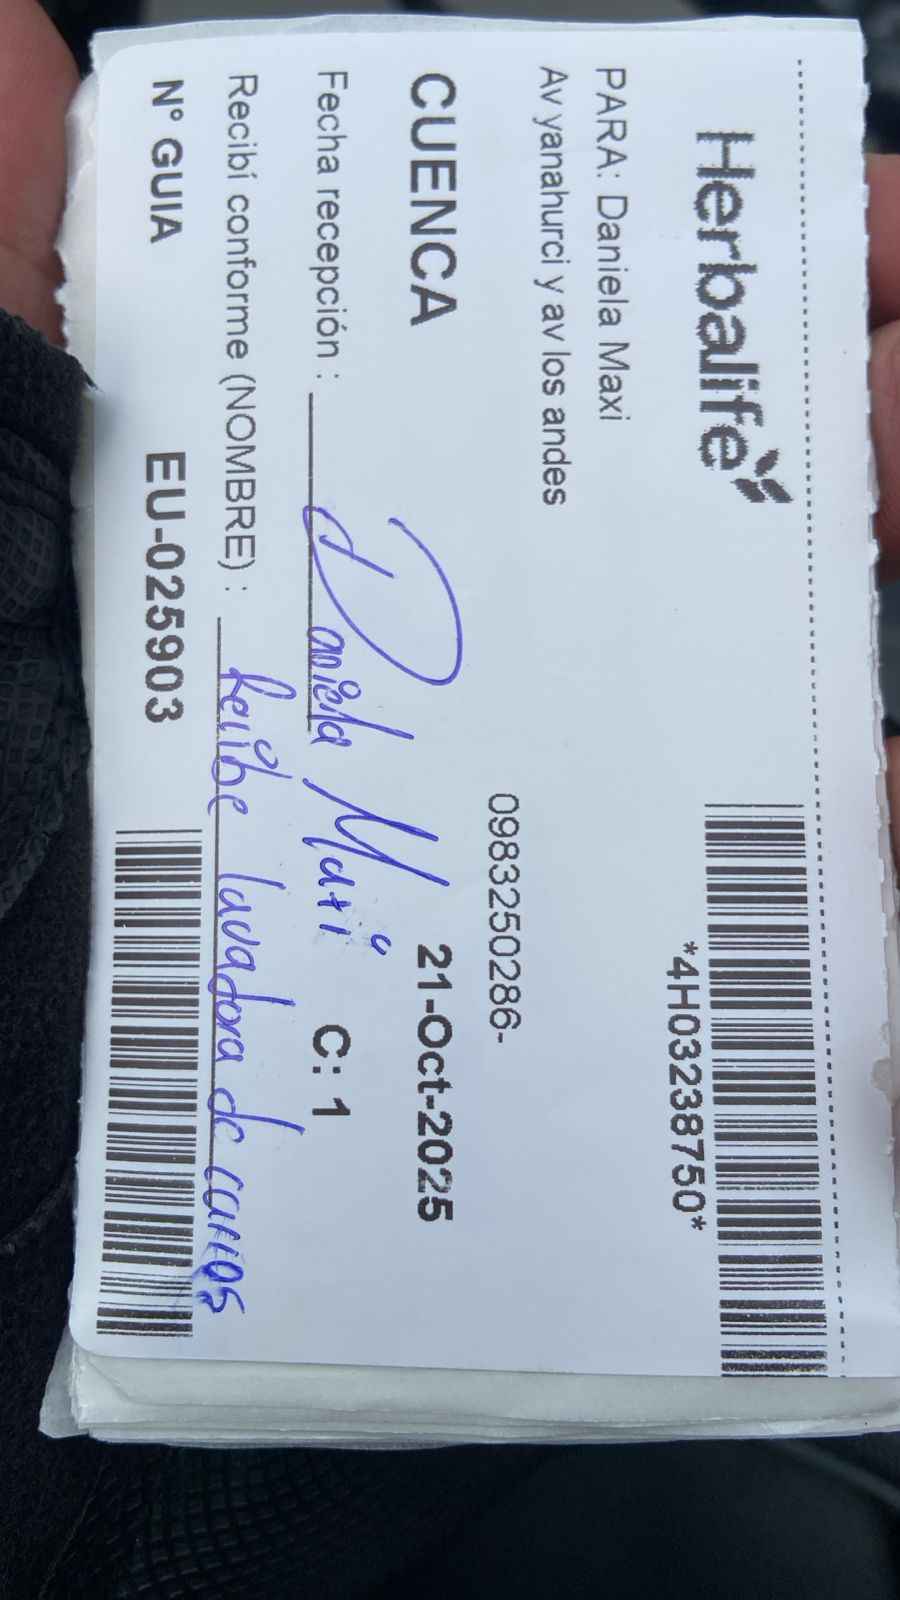 Herbalife
*4H03238750*
PARA: Daniela Maxi
Av yanahurci y av los andes
0983250286-
CUENCA
21-Oct-2025
Fecha recepción : Daniela Maxi
C: 1
Recibí conforme (NOMBRE) : Recibe lavadora de carros
N° GUIA EU-025903